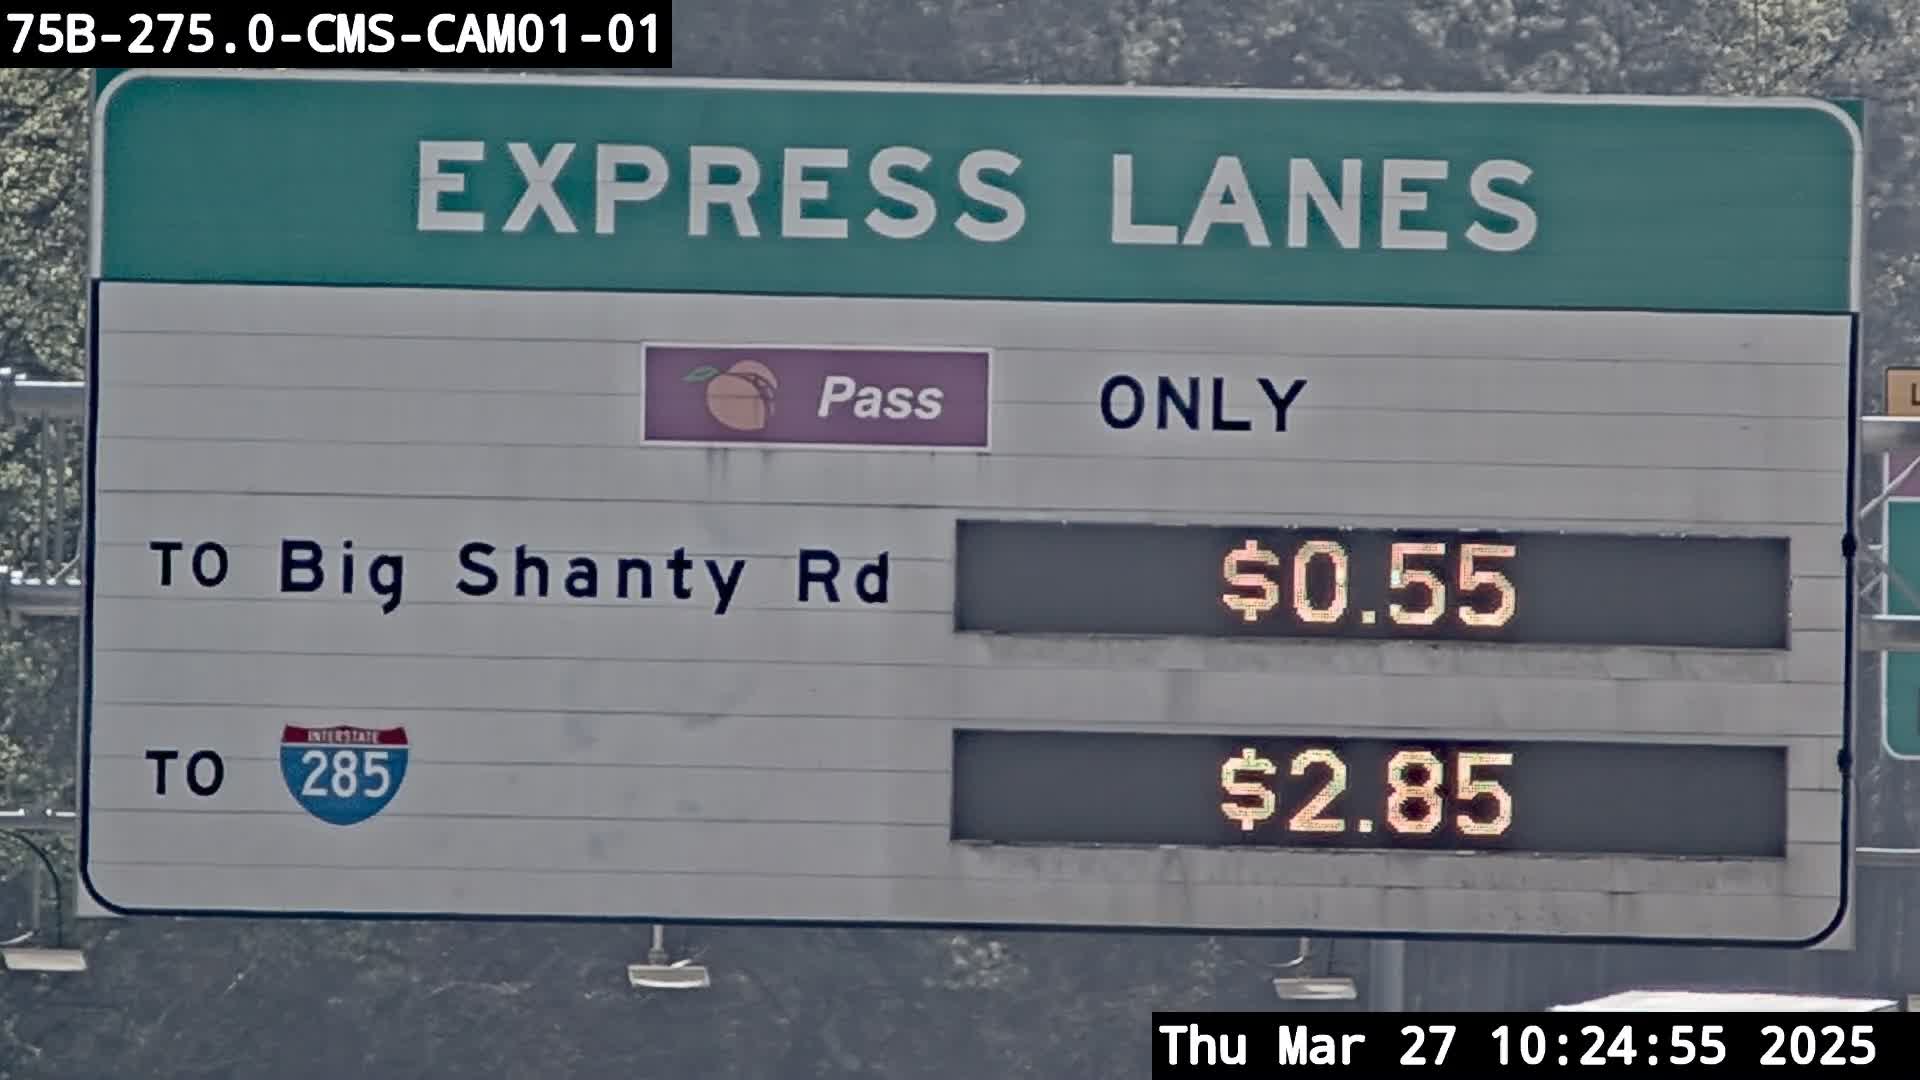 75B-275.0-CMS-CAM01-01
EXPRESS LANES
Pass ONLY
TO Big Shanty Rd $0.55
TO INTERSTATE 285 $2.85
Thu Mar 27 10:24:55 2025